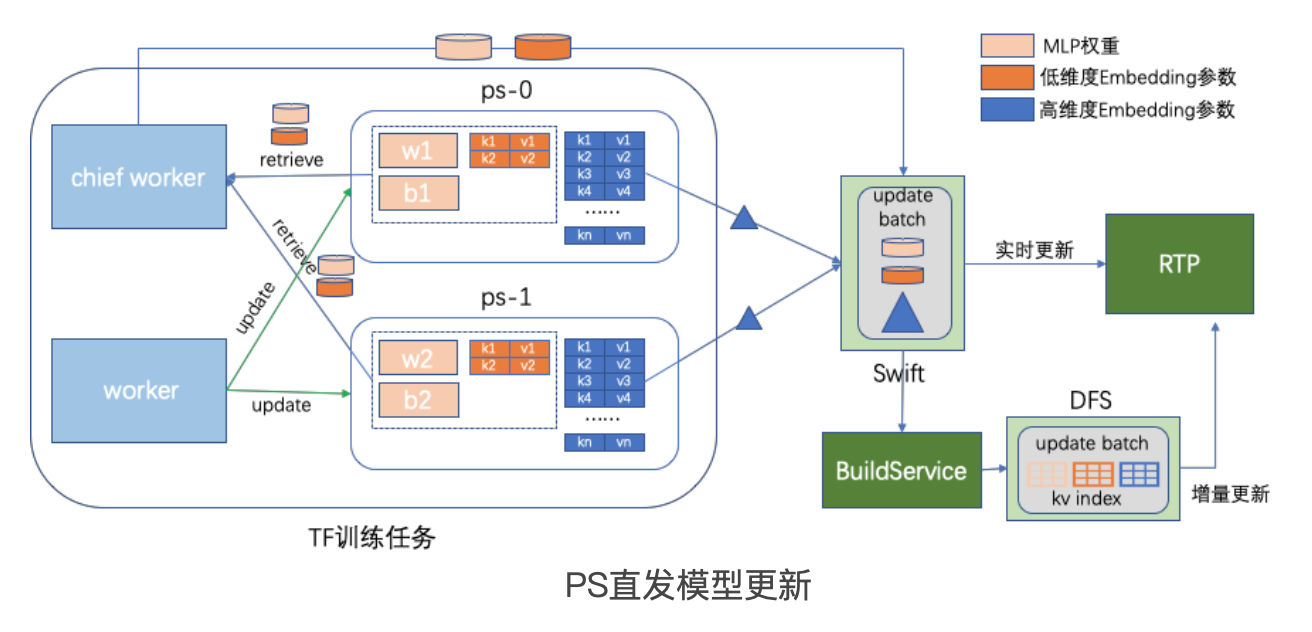 MLP权重
低维度Embedding参数
高维度Embedding参数
ps-0
chief worker
retrieve
w1
b1
k1 v1
k2 v2
k1 v1
k2 v2
k3 v3
k4 v4
……
kn vn
retrieve
update
worker
update
ps-1
w2
b2
k1 v1
k2 v2
k1 v1
k2 v2
k3 v3
k4 v4
……
kn vn
TF训练任务
update
batch
Swift
实时更新
RTP
BuildService
DFS
update batch
kv index
增量更新
PS直发模型更新